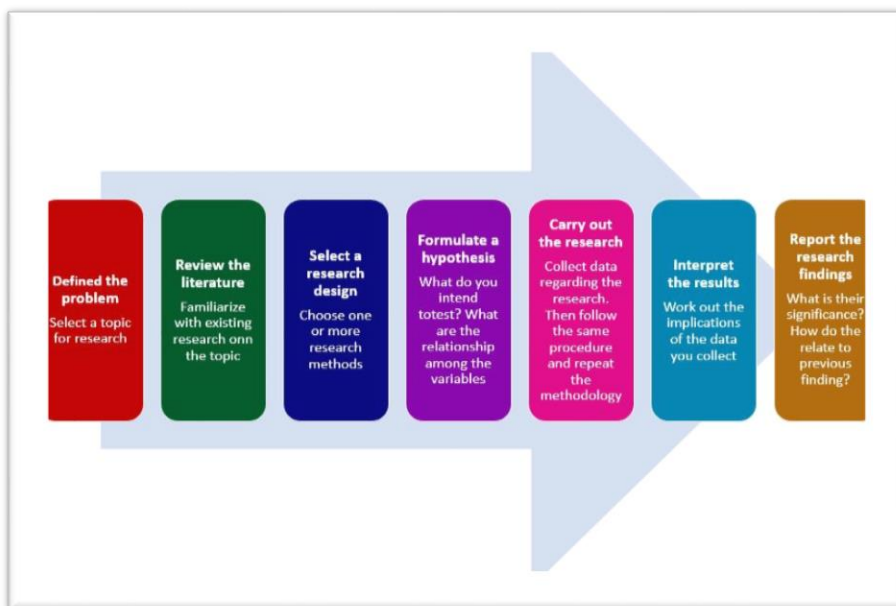 Defined the
problem
Select a topic
for research
Review the
literature
Familiarize
with existing
research onn
the topic
Select a
research
design
Choose one
or more
research
methods
Formulate a
hypothesis
What do you
intend
totest? What
are the
relationship
among the
variables
Carry out
the research
Collect data
regarding the
research.
Then follow
the same
procedure
and repeat
the
methodology
Interpret
the results
Work out the
implications
of the data
you collect
Report the
research
findings
What is their
significance?
How do the
relate to
previous
finding?